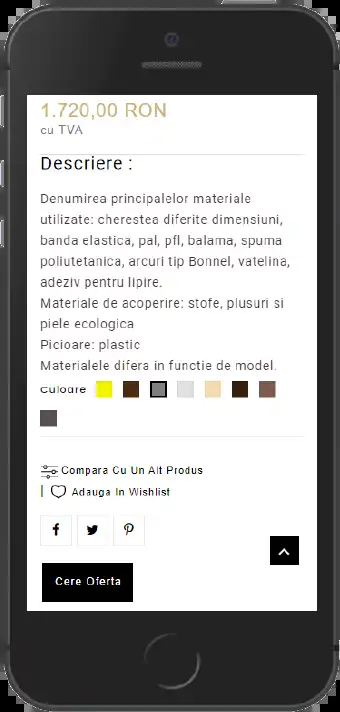 1.720,00 RON
cu TVA
Descriere :
Denumirea principalelor materiale
utilizate: cherestea diferite dimensiuni,
banda elastica, pal, pfl, balama, spuma
poliutetanica, arcuri tip Bonnel, vatelina,
adeziv pentru lipire.
Materiale de acoperire: stofe, plusuri si
piele ecologica
Picioare: plastic
Materialele difera in functie de model.
Culoare
Compara Cu Un Alt Produs
| Adauga In Wishlist
Cere Oferta